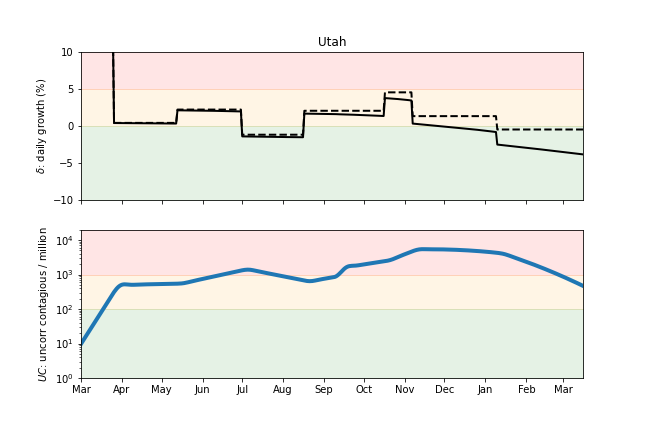 Utah
δ: daily growth (%)
10
5
0
−5
−10
UC: uncorr contagious / million
10⁴
10³
10²
10¹
10⁰
Mar Apr May Jun Jul Aug Sep Oct Nov Dec Jan Feb Mar